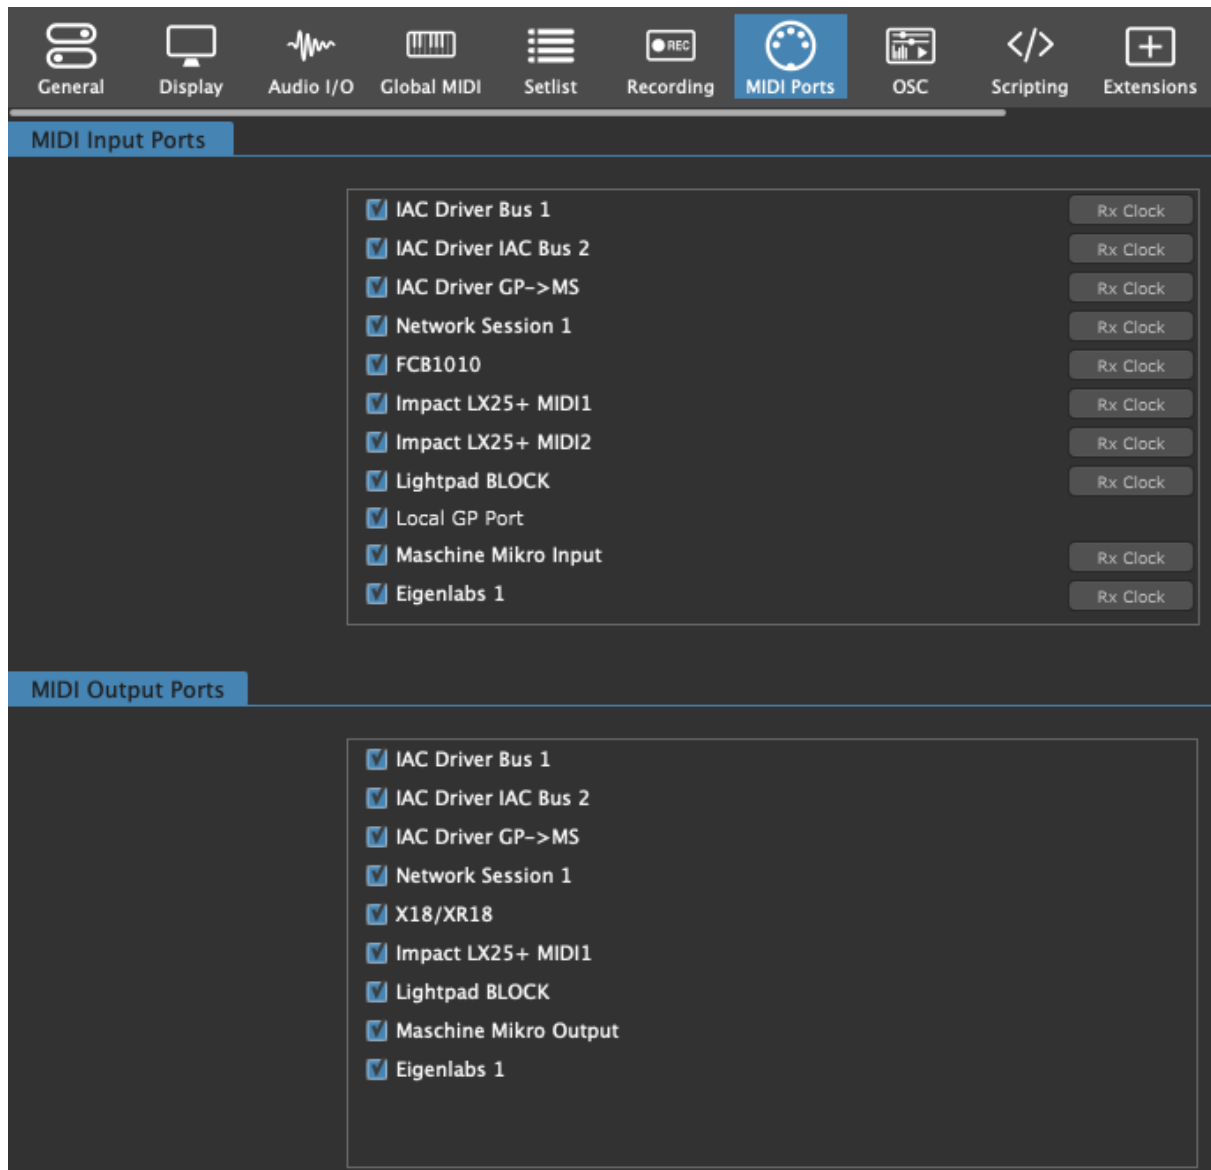 REC
General Display Audio I/O Global MIDI Setlist Recording MIDI Ports OSC Scripting Extensions
MIDI Input Ports
IAC Driver Bus 1 Rx Clock
IAC Driver IAC Bus 2 Rx Clock
IAC Driver GP->MS Rx Clock
Network Session 1 Rx Clock
FCB1010 Rx Clock
Impact LX25+ MIDI1 Rx Clock
Impact LX25+ MIDI2 Rx Clock
Lightpad BLOCK Rx Clock
Local GP Port
Maschine Mikro Input Rx Clock
Eigenlabs 1 Rx Clock
MIDI Output Ports
IAC Driver Bus 1
IAC Driver IAC Bus 2
IAC Driver GP->MS
Network Session 1
X18/XR18
Impact LX25+ MIDI1
Lightpad BLOCK
Maschine Mikro Output
Eigenlabs 1